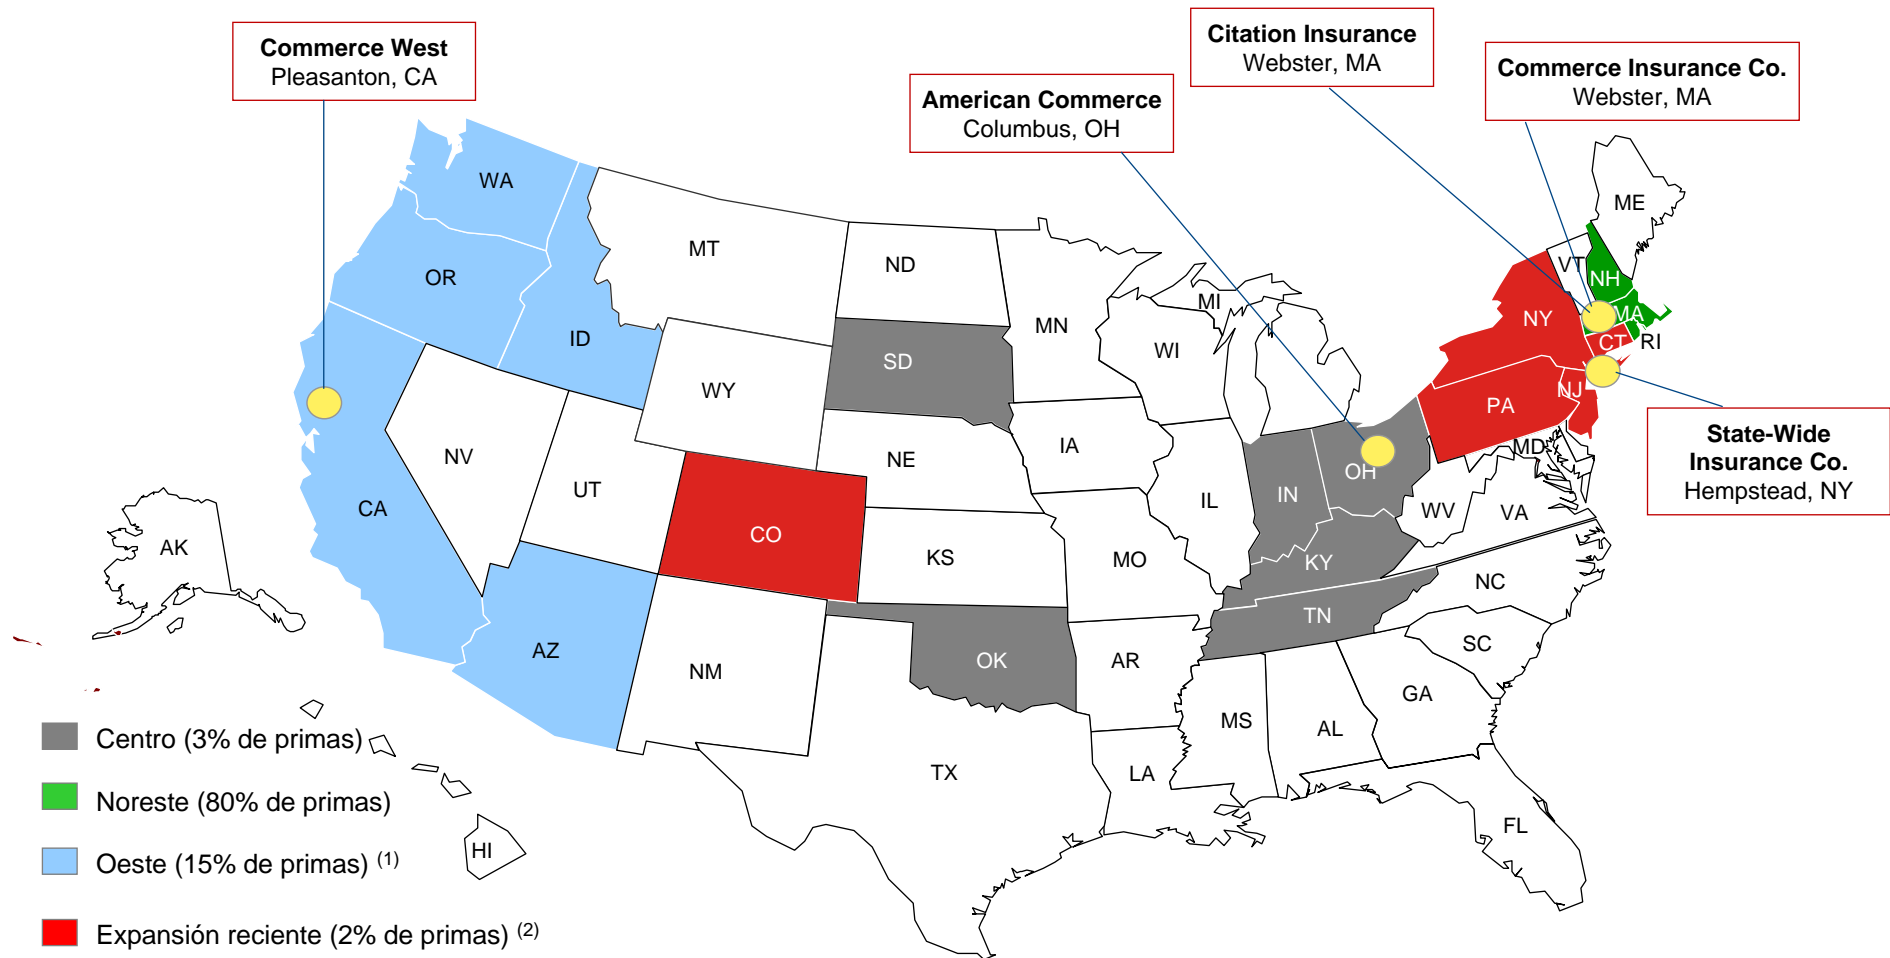 Commerce West
Pleasanton, CA
American Commerce
Columbus, OH
Citation Insurance
Webster, MA
Commerce Insurance Co.
Webster, MA
State-Wide
Insurance Co.
Hempstead, NY
WA
OR
ID
MT
ND
MN
WI
MI
ME
VT
NH
MA
NY
CT
RI
NJ
PA
SD
WY
NE
IA
IL
IN
OH
MD
WV
VA
KY
NV
UT
CA
CO
KS
MO
TN
NC
SC
AK
AZ
NM
OK
AR
MS
AL
GA
TX
LA
FL
HI
Centro (3% de primas)
Noreste (80% de primas)
Oeste (15% de primas) (1)
Expansión reciente (2% de primas) (2)